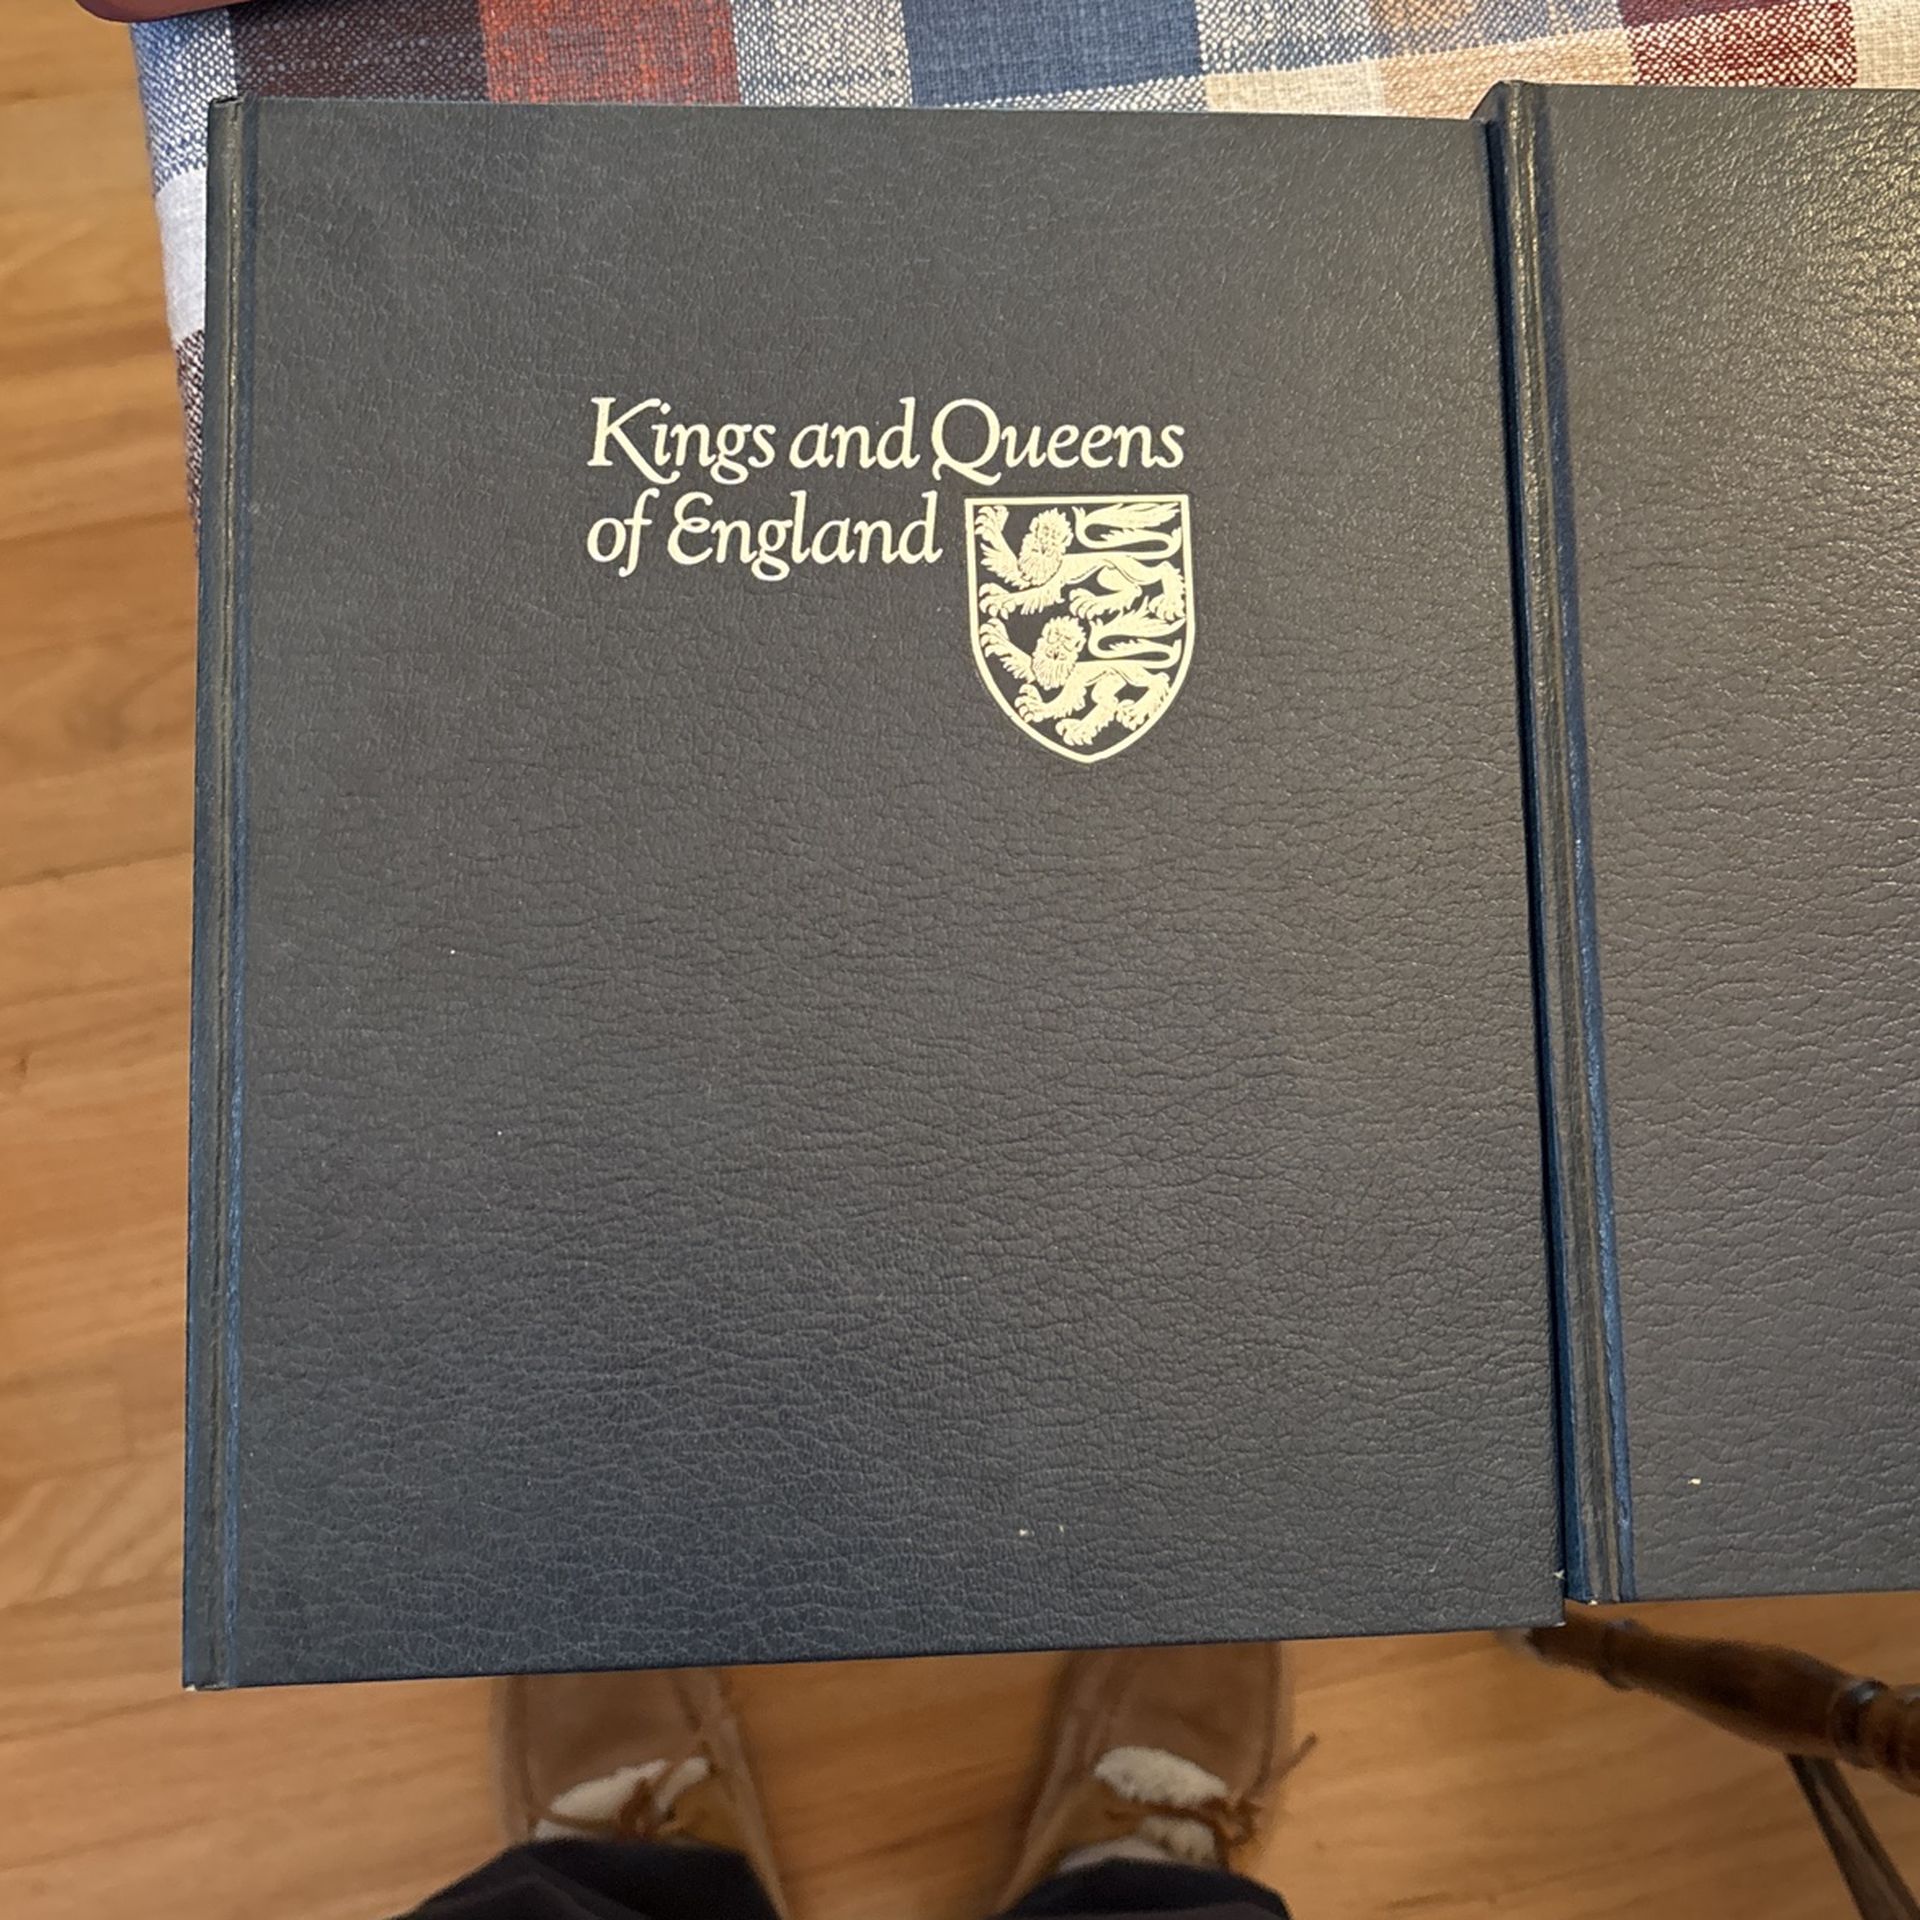 Kings and Queens
of England